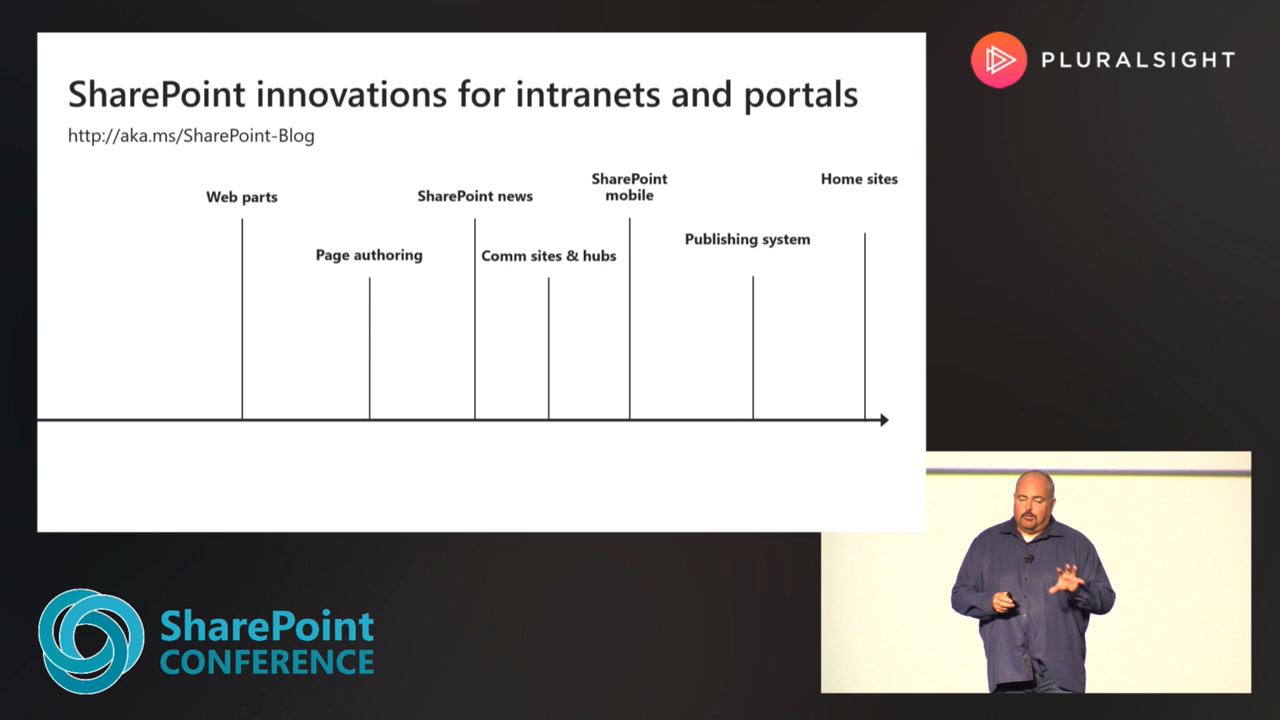 SharePoint innovations for intranets and portals
http://aka.ms/SharePoint-Blog
Web parts
Page authoring
SharePoint news
Comm sites & hubs
SharePoint
mobile
Publishing system
Home sites
PLURALSIGHT
SharePoint
CONFERENCE